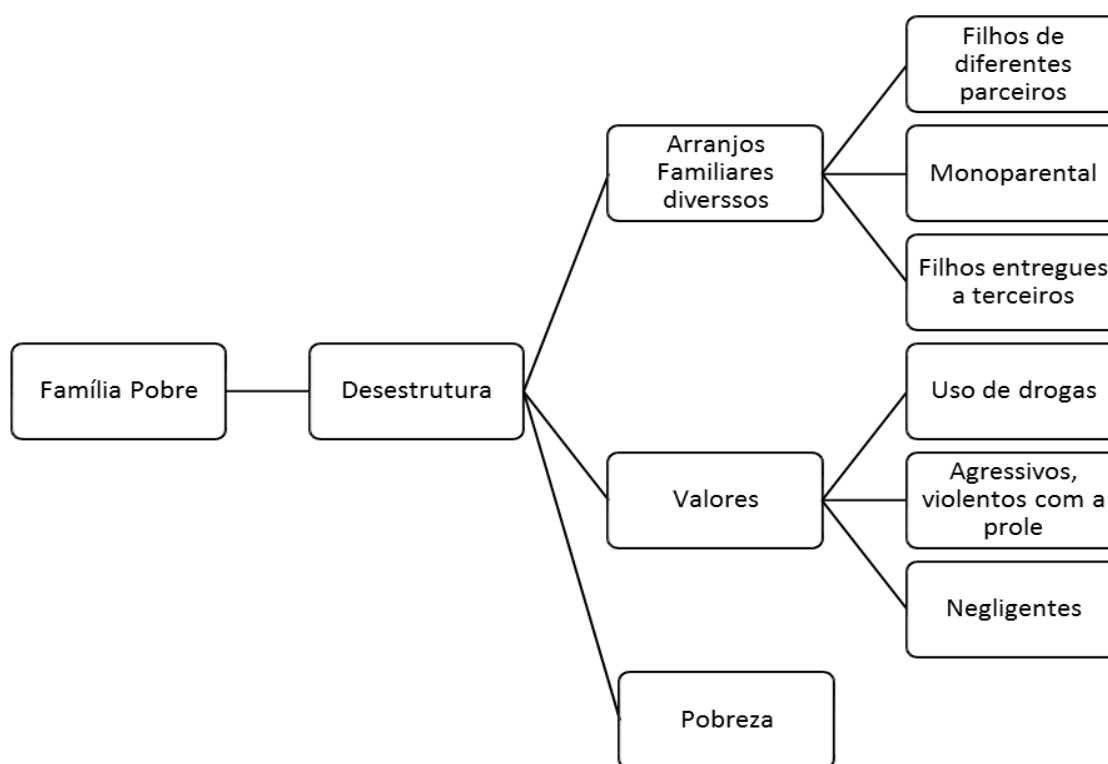 Filhos de
diferentes
parceiros
Arranjos
Familiares
diverssos
Monoparental
Filhos entregues
a terceiros
Família Pobre
Desestrutura
Uso de drogas
Valores
Agressivos,
violentos com a
prole
Negligentes
Pobreza